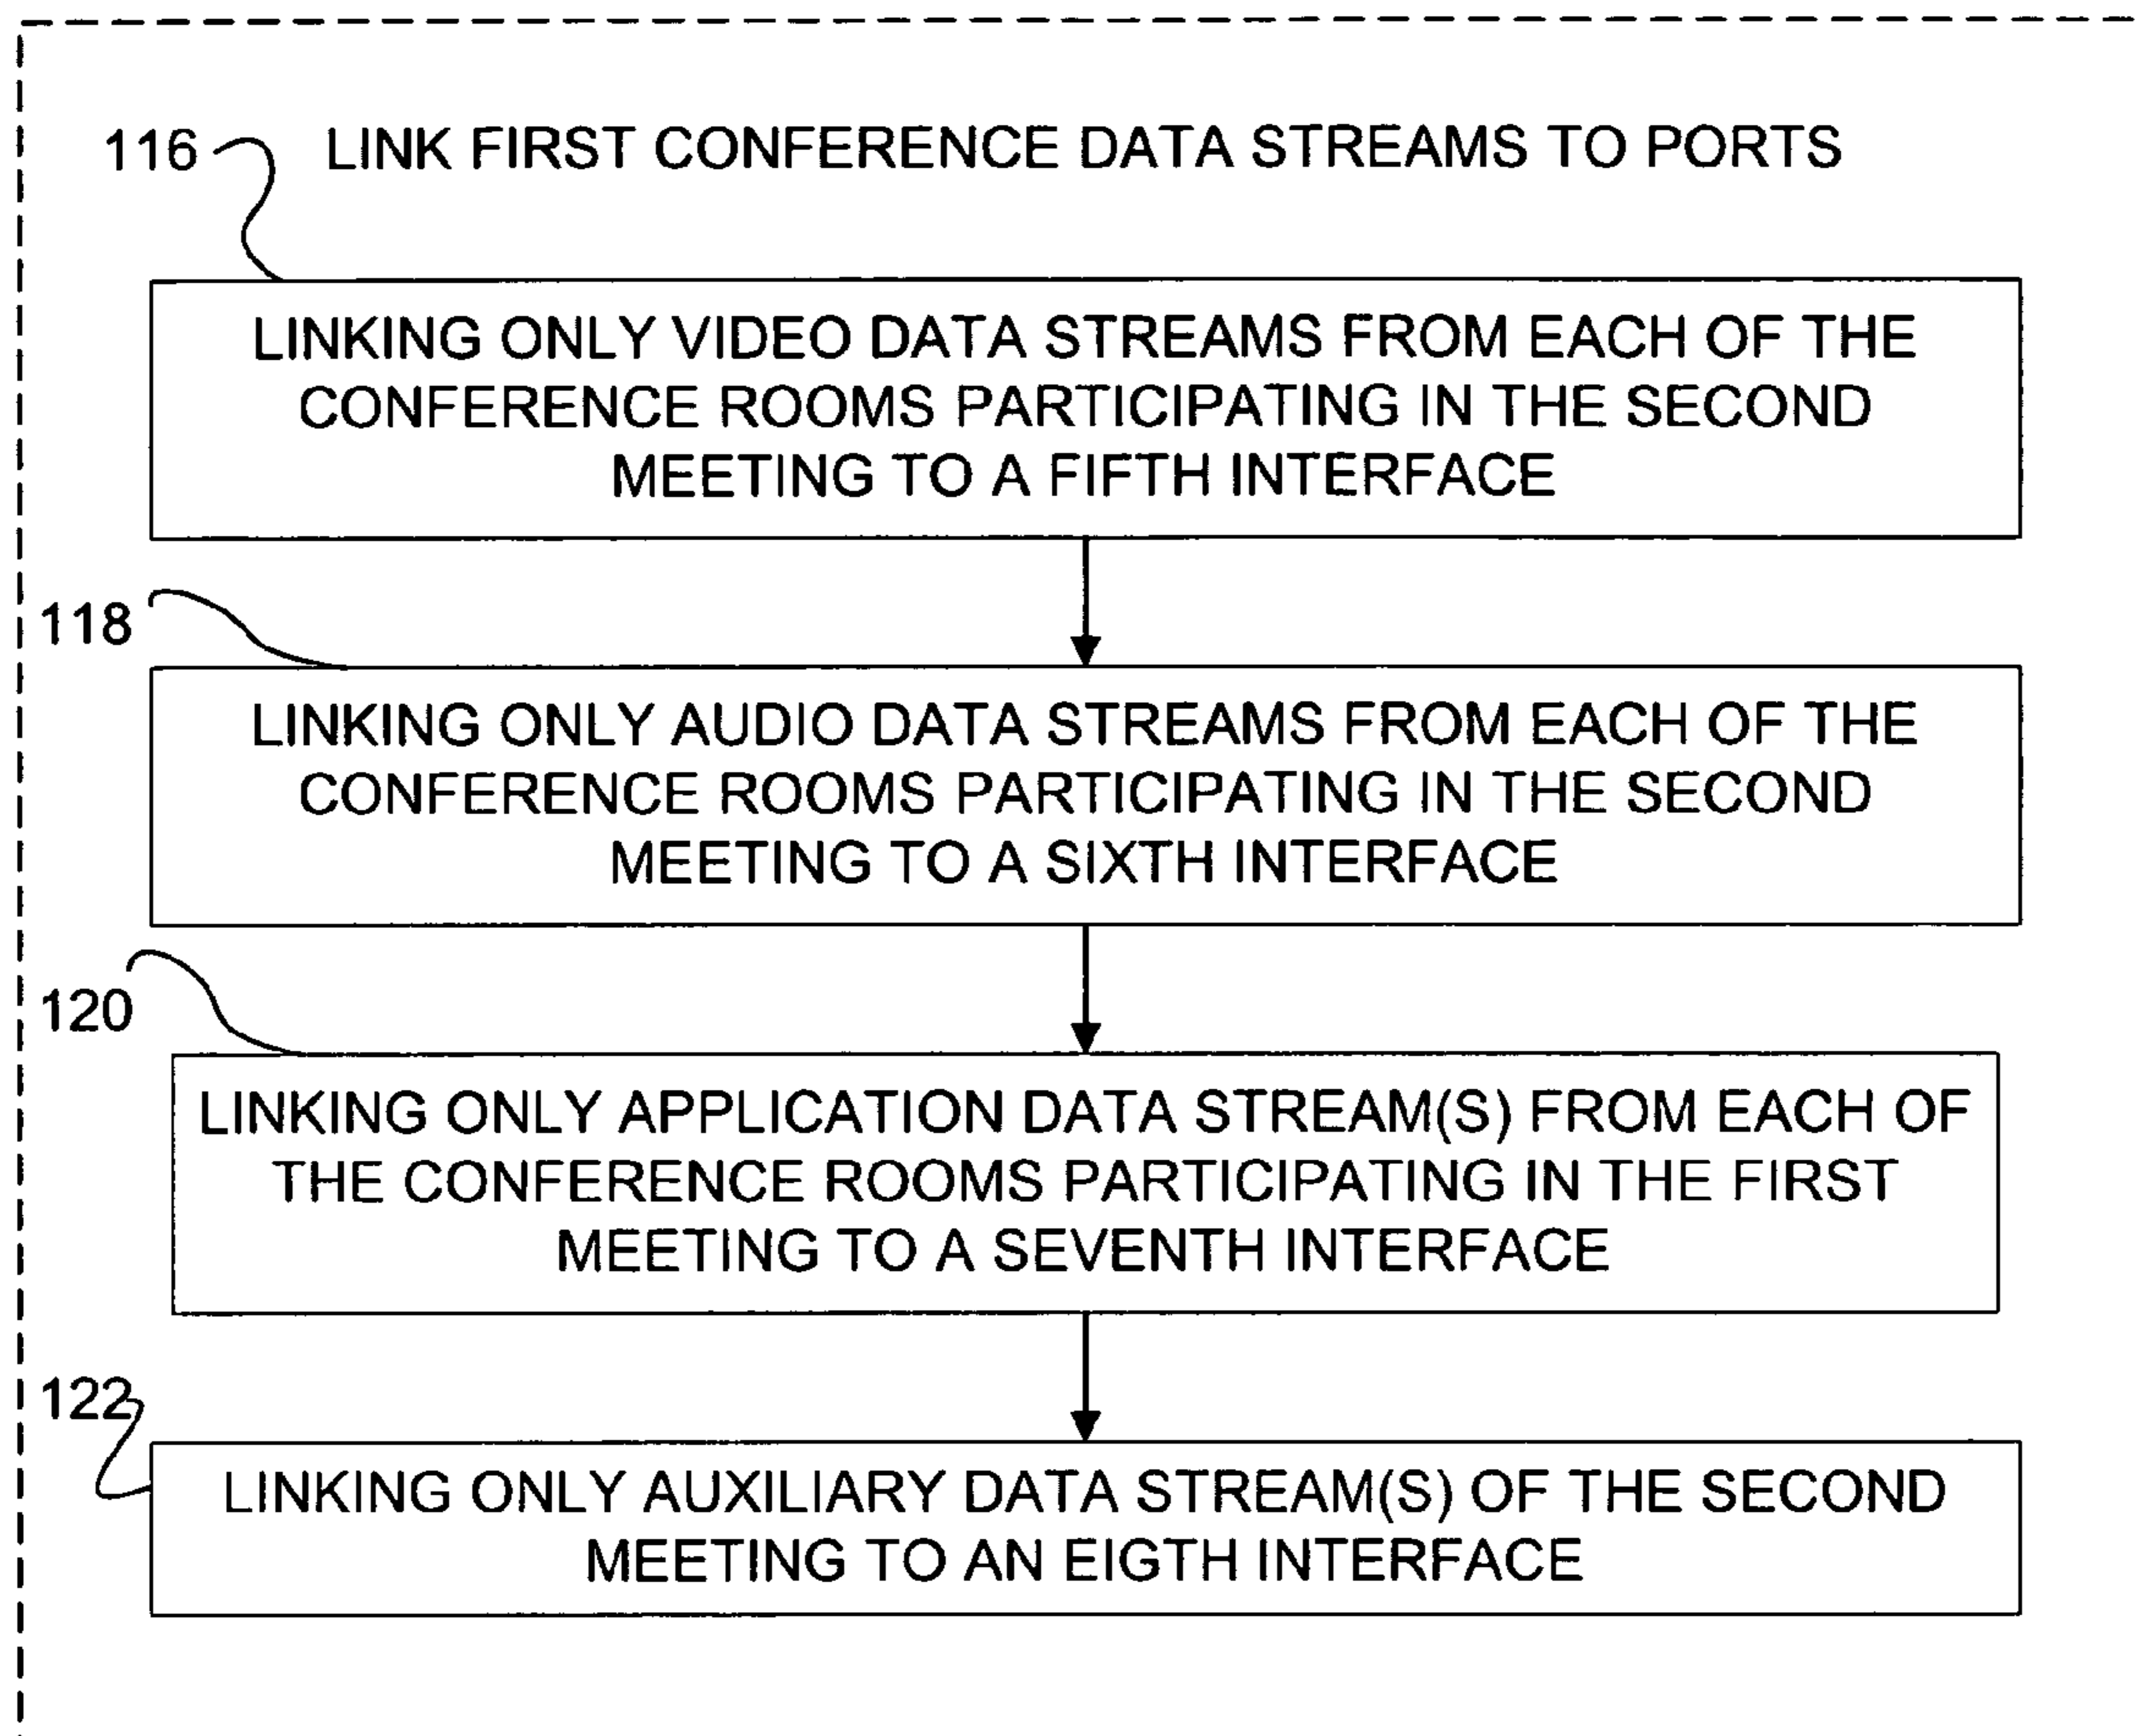 116
LINK FIRST CONFERENCE DATA STREAMS TO PORTS
LINKING ONLY VIDEO DATA STREAMS FROM EACH OF THE
CONFERENCE ROOMS PARTICIPATING IN THE SECOND
MEETING TO A FIFTH INTERFACE
118
LINKING ONLY AUDIO DATA STREAMS FROM EACH OF THE
CONFERENCE ROOMS PARTICIPATING IN THE SECOND
MEETING TO A SIXTH INTERFACE
120
LINKING ONLY APPLICATION DATA STREAM(S) FROM EACH OF
THE CONFERENCE ROOMS PARTICIPATING IN THE FIRST
MEETING TO A SEVENTH INTERFACE
122
LINKING ONLY AUXILIARY DATA STREAM(S) OF THE SECOND
MEETING TO AN EIGTH INTERFACE